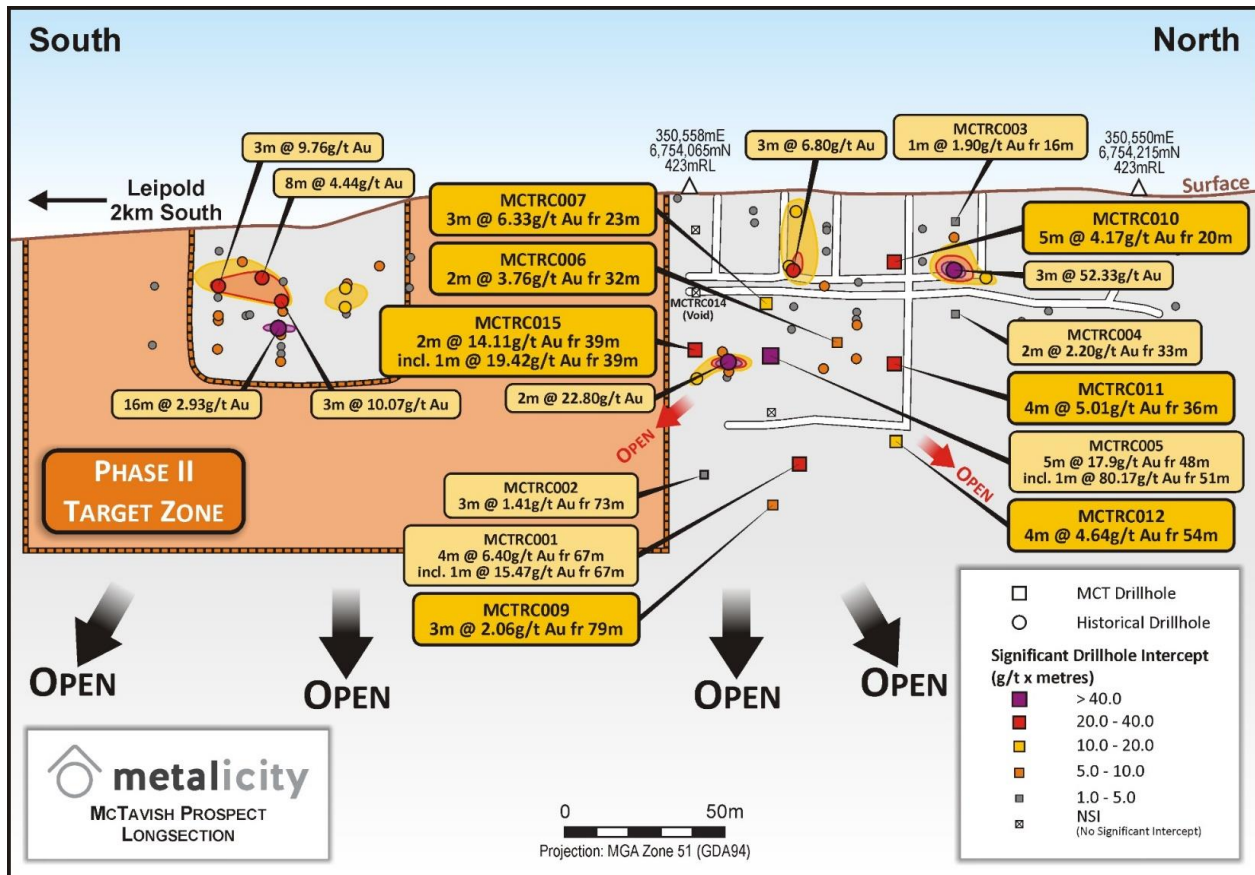 South
North
3m @ 9.76g/t Au
8m @ 4.44g/t Au
Leipold
2km South
350,558mE
6,754,065mN
423mRL
3m @ 6.80g/t Au
MCTRC003
1m @ 1.90g/t Au fr 16m
350,550mE
6,754,215mN
423mRL
Surface
MCTRC007
3m @ 6.33g/t Au fr 23m
MCTRC010
5m @ 4.17g/t Au fr 20m
MCTRC006
2m @ 3.76g/t Au fr 32m
3m @ 52.33g/t Au
MCTRC014
(Void)
MCTRC015
2m @ 14.11g/t Au fr 39m
incl. 1m @ 19.42g/t Au fr 39m
MCTRC004
2m @ 2.20g/t Au fr 33m
16m @ 2.93g/t Au
3m @ 10.07g/t Au
2m @ 22.80g/t Au
MCTRC011
4m @ 5.01g/t Au fr 36m
OPEN
MCTRC005
5m @ 17.9g/t Au fr 48m
incl. 1m @ 80.17g/t Au fr 51m
OPEN
PHASE II
TARGET ZONE
MCTRC002
3m @ 1.41g/t Au fr 73m
MCTRC012
4m @ 4.64g/t Au fr 54m
MCTRC001
4m @ 6.40g/t Au fr 67m
incl. 1m @ 15.47g/t Au fr 67m
MCTRC009
3m @ 2.06g/t Au fr 79m
OPEN
OPEN
OPEN
OPEN
MCT Drillhole
Historical Drillhole
Significant Drillhole Intercept
(g/t x metres)
> 40.0
20.0 - 40.0
10.0 - 20.0
5.0 - 10.0
1.0 - 5.0
NSI
(No Significant Intercept)
metalicity
MCTAVISH PROSPECT
LONGSECTION
0 50m
Projection: MGA Zone 51 (GDA94)